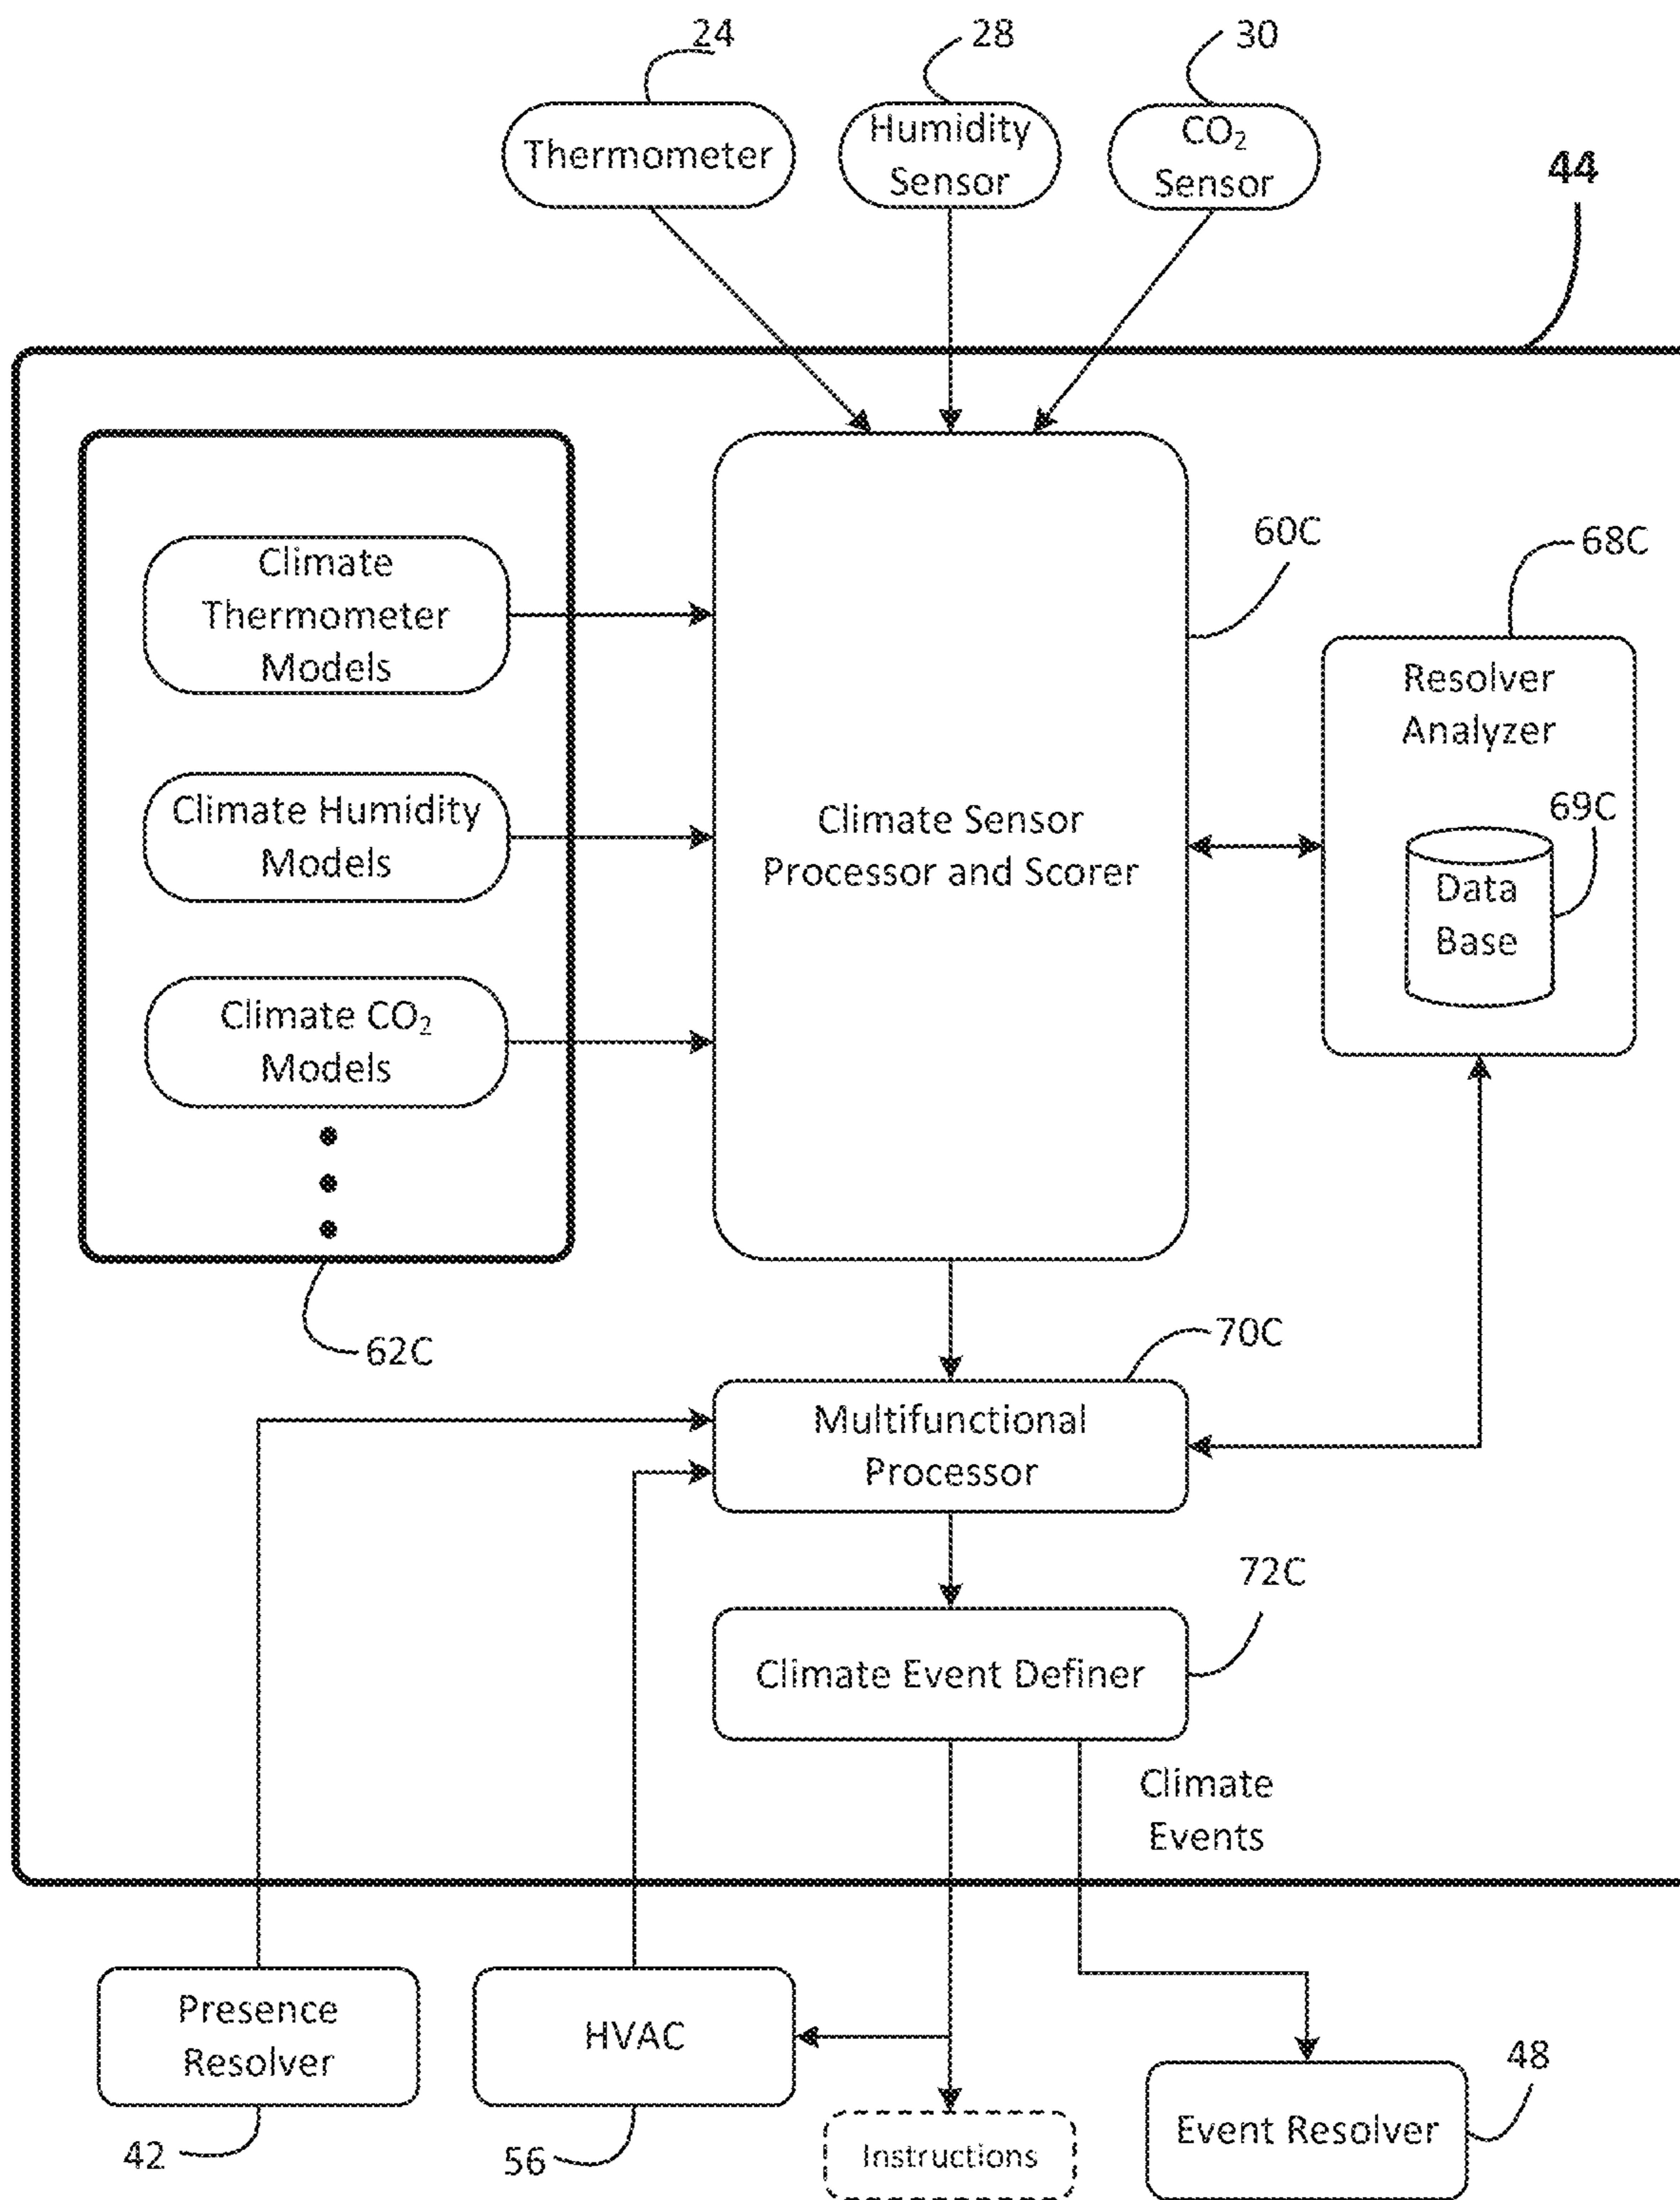 24
28
30
Thermometer
Humidity
Sensor
CO₂
Sensor
44
Climate
Thermometer
Models
60C
68C
Resolver
Analyzer
Climate Humidity
Models
Climate Sensor
Processor and Scorer
69C
Data
Base
Climate CO₂
Models
62C
70C
Multifunctional
Processor
72C
Climate Event Definer
Climate
Events
Presence
Resolver
HVAC
48
42
56
Instructions
Event Resolver